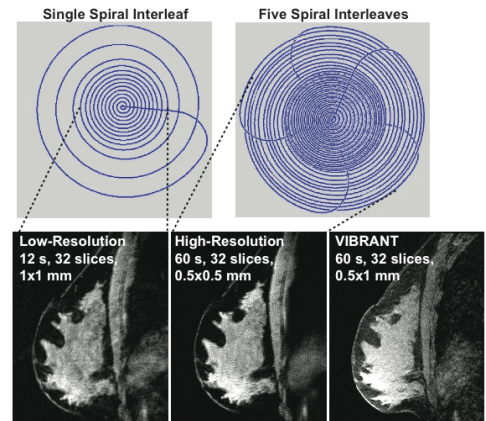 Single Spiral Interleaf
Five Spiral Interleaves
Low-Resolution
12 s, 32 slices,
1x1 mm
High-Resolution
60 s, 32 slices,
0.5x0.5 mm
VIBRANT
60 s, 32 slices,
0.5x1 mm